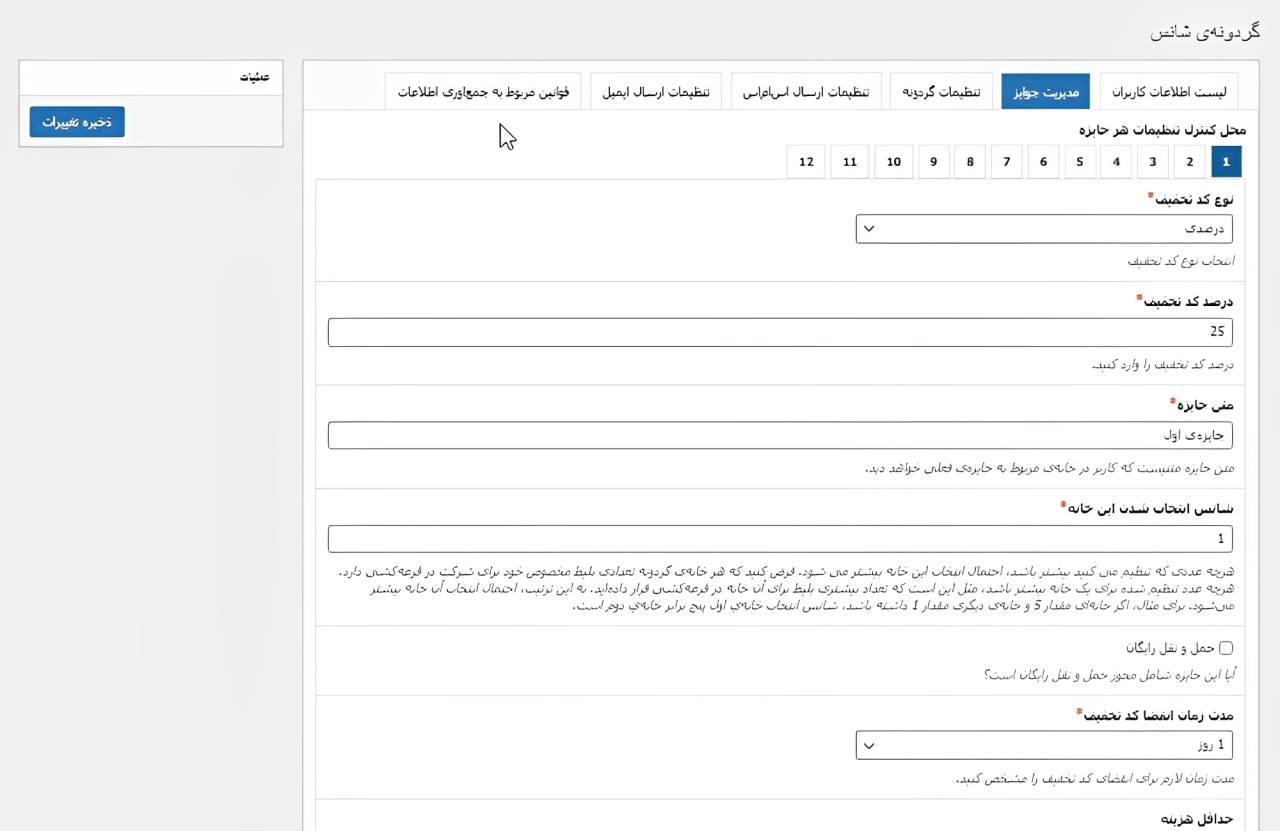 گردونه‌ی شانس
لیست اطلاعات کاربران
مدیریت جوایز
تنظیمات گردونه
تنظیمات ارسال اس‌ام‌اس
تنظیمات ارسال ایمیل
قوانین مربوط به جمع‌آوری اطلاعات
عملیات
ذخیره تغییرات
محل کنترل تنظیمات هر جایزه
1 2 3 4 5 6 7 8 9 10 11 12
نوع کد تخفیف*
درصدی
انتخاب نوع کد تخفیف
درصد کد تخفیف*
25
درصد کد تخفیف را وارد کنید.
متن جایزه*
جایزه‌ی اول
متن جایزه متنیست که کاربر در خانه‌ی مربوط به جایزه‌ی فعلی خواهد دید.
شانس انتخاب شدن این خانه*
1
هرچه عددی که تنظیم می کنید بیشتر باشد، احتمال انتخاب این خانه بیشتر می شود. فرض کنید که هر خانه‌ی گردونه تعدادی بلیط مخصوص خود برای شرکت در قرعه‌کشی دارد.
هرچه عدد تنظیم شده برای یک خانه بیشتر باشد، مثل این است که تعداد بیشتری بلیط برای آن خانه در قرعه‌کشی قرار داده‌اید. به این ترتیب، احتمال انتخاب آن خانه بیشتر
می‌شود. برای مثال، اگر خانه‌ای مقدار 5 و خانه‌ی دیگری مقدار 1 داشته باشد، شانس انتخاب خانه‌ی اول پنج برابر خانه‌ی دوم است.
حمل و نقل رایگان
آیا این جایزه شامل مجوز حمل و نقل رایگان است؟
مدت زمان انقضا کد تخفیف*
1 روز
مدت زمان لازم برای انقضای کد تخفیف را مشخص کنید.
حداقل هزینه